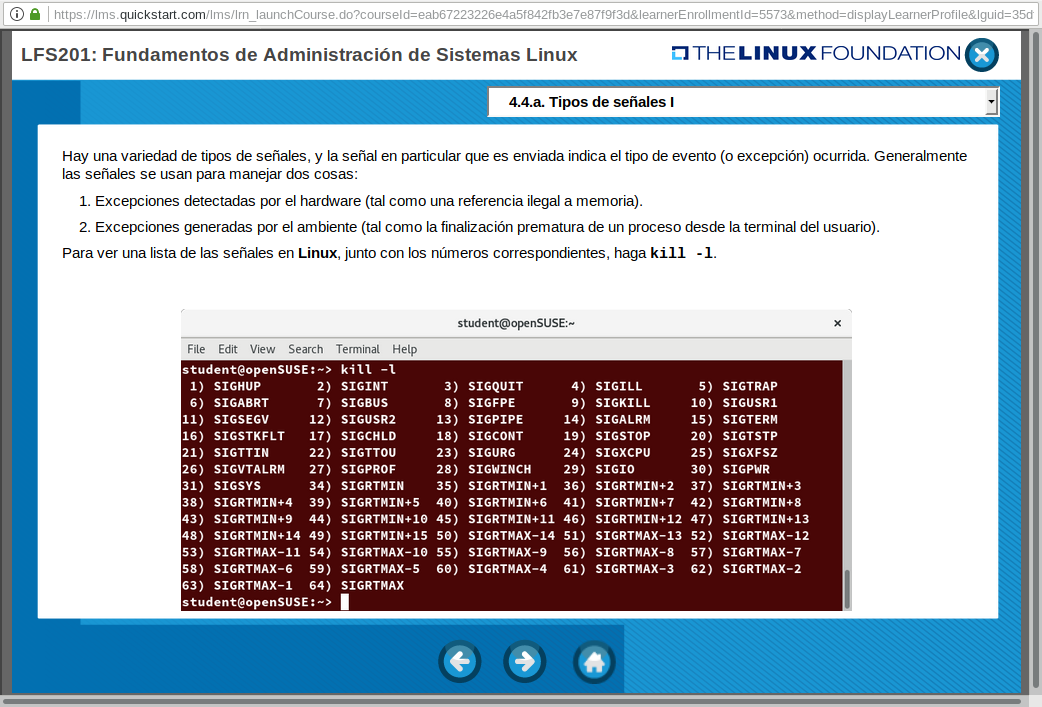 https://lms.quickstart.com/lms/lrn_launchCourse.do?courseId=eab67223226e4a5f842fb3e7e87f9f3d&learnerEnrollmentId=5573&method=displayLearnerProfile&lguid=35d
LFS201: Fundamentos de Administración de Sistemas Linux
THE LINUX FOUNDATION
4.4.a. Tipos de señales I
Hay una variedad de tipos de señales, y la señal en particular que es enviada indica el tipo de evento (o excepción) ocurrida. Generalmente
las señales se usan para manejar dos cosas:
1. Excepciones detectadas por el hardware (tal como una referencia ilegal a memoria).
2. Excepciones generadas por el ambiente (tal como la finalización prematura de un proceso desde la terminal del usuario).
Para ver una lista de las señales en Linux, junto con los números correspondientes, haga kill -l.
student@openSUSE:~
File Edit View Search Terminal Help
student@openSUSE:~> kill -l
1) SIGHUP 2) SIGINT 3) SIGQUIT 4) SIGILL 5) SIGTRAP
6) SIGABRT 7) SIGBUS 8) SIGFPE 9) SIGKILL 10) SIGUSR1
11) SIGSEGV 12) SIGUSR2 13) SIGPIPE 14) SIGALRM 15) SIGTERM
16) SIGSTKFLT 17) SIGCHLD 18) SIGCONT 19) SIGSTOP 20) SIGTSTP
21) SIGTTIN 22) SIGTTOU 23) SIGURG 24) SIGXCPU 25) SIGXFSZ
26) SIGVTALRM 27) SIGPROF 28) SIGWINCH 29) SIGIO 30) SIGPWR
31) SIGSYS 34) SIGRTMIN 35) SIGRTMIN+1 36) SIGRTMIN+2 37) SIGRTMIN+3
38) SIGRTMIN+4 39) SIGRTMIN+5 40) SIGRTMIN+6 41) SIGRTMIN+7 42) SIGRTMIN+8
43) SIGRTMIN+9 44) SIGRTMIN+10 45) SIGRTMIN+11 46) SIGRTMIN+12 47) SIGRTMIN+13
48) SIGRTMIN+14 49) SIGRTMIN+15 50) SIGRTMAX-14 51) SIGRTMAX-13 52) SIGRTMAX-12
53) SIGRTMAX-11 54) SIGRTMAX-10 55) SIGRTMAX-9 56) SIGRTMAX-8 57) SIGRTMAX-7
58) SIGRTMAX-6 59) SIGRTMAX-5 60) SIGRTMAX-4 61) SIGRTMAX-3 62) SIGRTMAX-2
63) SIGRTMAX-1 64) SIGRTMAX
student@openSUSE:~>